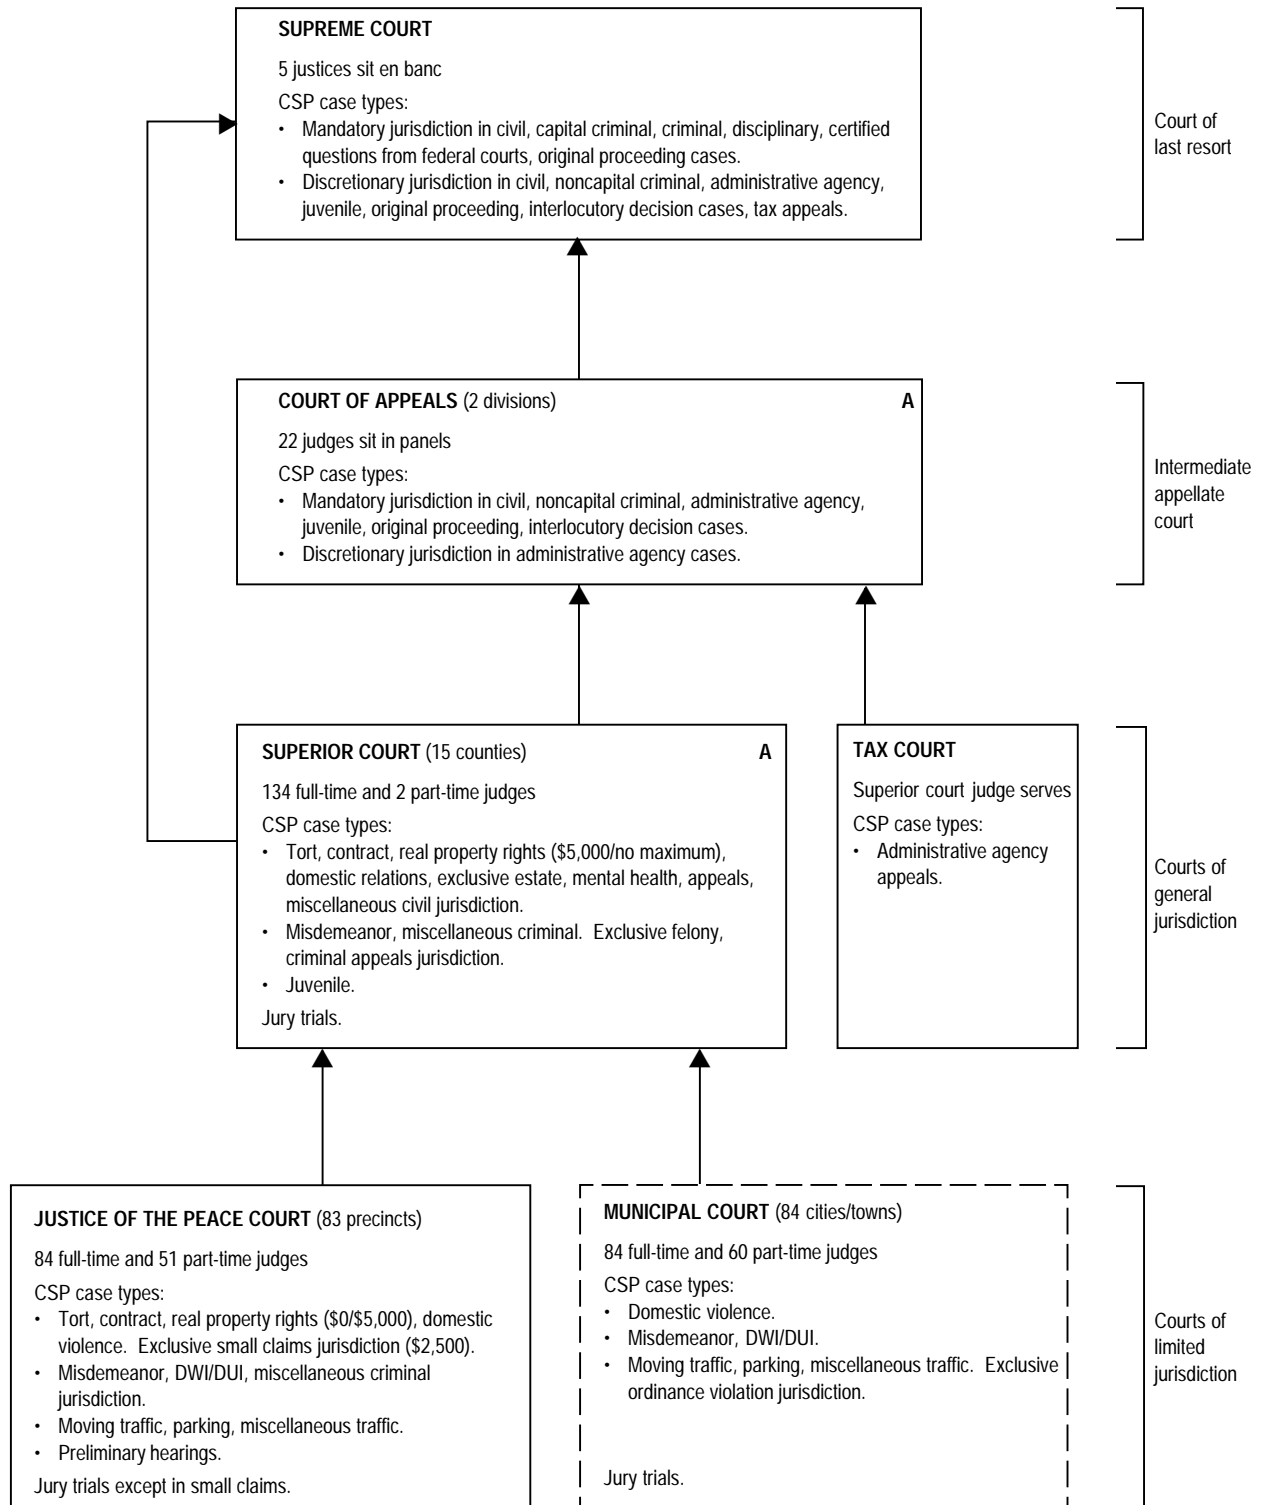 SUPREME COURT
5 justices sit en banc
CSP case types:
• Mandatory jurisdiction in civil, capital criminal, criminal, disciplinary, certified
questions from federal courts, original proceeding cases.
• Discretionary jurisdiction in civil, noncapital criminal, administrative agency,
juvenile, original proceeding, interlocutory decision cases, tax appeals.
Court of
last resort
COURT OF APPEALS (2 divisions) A
22 judges sit in panels
CSP case types:
• Mandatory jurisdiction in civil, noncapital criminal, administrative agency,
juvenile, original proceeding, interlocutory decision cases.
• Discretionary jurisdiction in administrative agency cases.
Intermediate
appellate
court
SUPERIOR COURT (15 counties) A
134 full-time and 2 part-time judges
CSP case types:
• Tort, contract, real property rights ($5,000/no maximum),
domestic relations, exclusive estate, mental health, appeals,
miscellaneous civil jurisdiction.
• Misdemeanor, miscellaneous criminal. Exclusive felony,
criminal appeals jurisdiction.
• Juvenile.
Jury trials.
TAX COURT
Superior court judge serves
CSP case types:
• Administrative agency
appeals.
Courts of
general
jurisdiction
JUSTICE OF THE PEACE COURT (83 precincts)
84 full-time and 51 part-time judges
CSP case types:
• Tort, contract, real property rights ($0/$5,000), domestic
violence. Exclusive small claims jurisdiction ($2,500).
• Misdemeanor, DWI/DUI, miscellaneous criminal
jurisdiction.
• Moving traffic, parking, miscellaneous traffic.
• Preliminary hearings.
Jury trials except in small claims.
MUNICIPAL COURT (84 cities/towns)
84 full-time and 60 part-time judges
CSP case types:
• Domestic violence.
• Misdemeanor, DWI/DUI.
• Moving traffic, parking, miscellaneous traffic. Exclusive
ordinance violation jurisdiction.
Jury trials.
Courts of
limited
jurisdiction